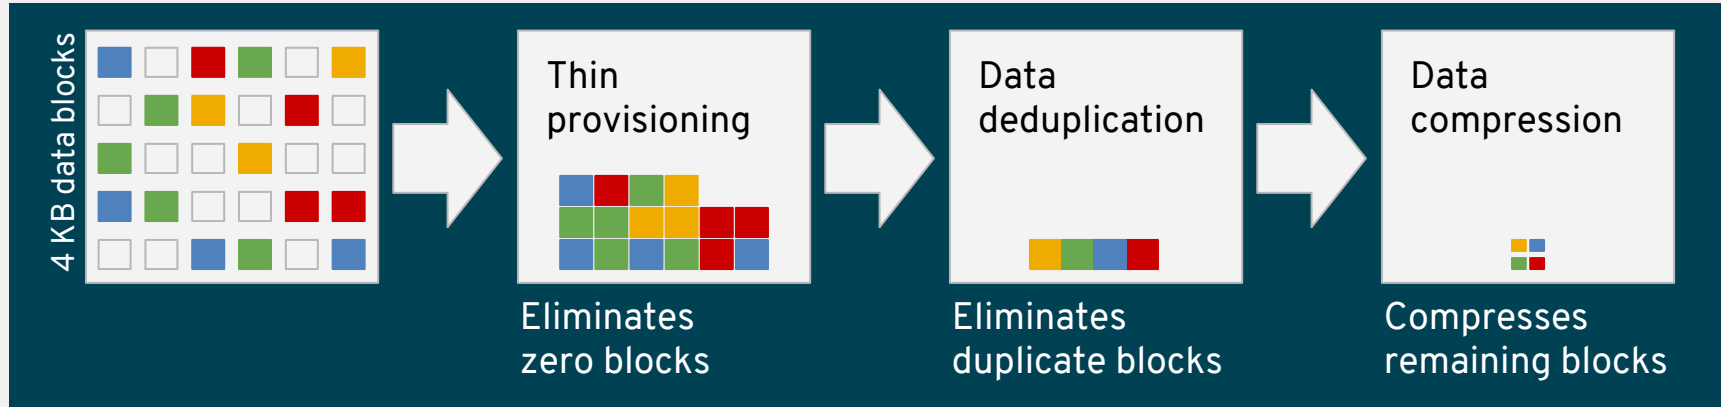 4 KB data blocks
Thin
provisioning
Eliminates
zero blocks
Data
deduplication
Eliminates
duplicate blocks
Data
compression
Compresses
remaining blocks